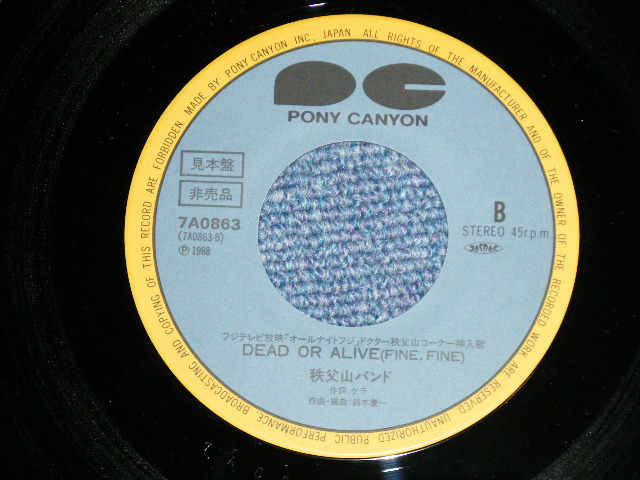 MADE BY PONY CANYON INC, JAPAN ALL RIGHTS OF THE MANUFACTURER AND OF THE OWNER OF THE RECORDED WORK ARE RESERVED UNAUTHORIZED PUBLIC PERFORMANCE, BROADCASTING AND COPYING OF THIS RECORD ARE FORBIDDEN.
PC
PONY CANYON
見本盤
非売品
7A0863
(7A0863-B)
Ⓟ 1988
B
STEREO 45r.p.m.
JASRAC
フジテレビ放映「オールナイトフジ」ドクター秩父山コーナー挿入歌
DEAD OR ALIVE(FINE, FINE)
秩父山バンド
作詞:ケラ
作曲・編曲:鈴木慶一